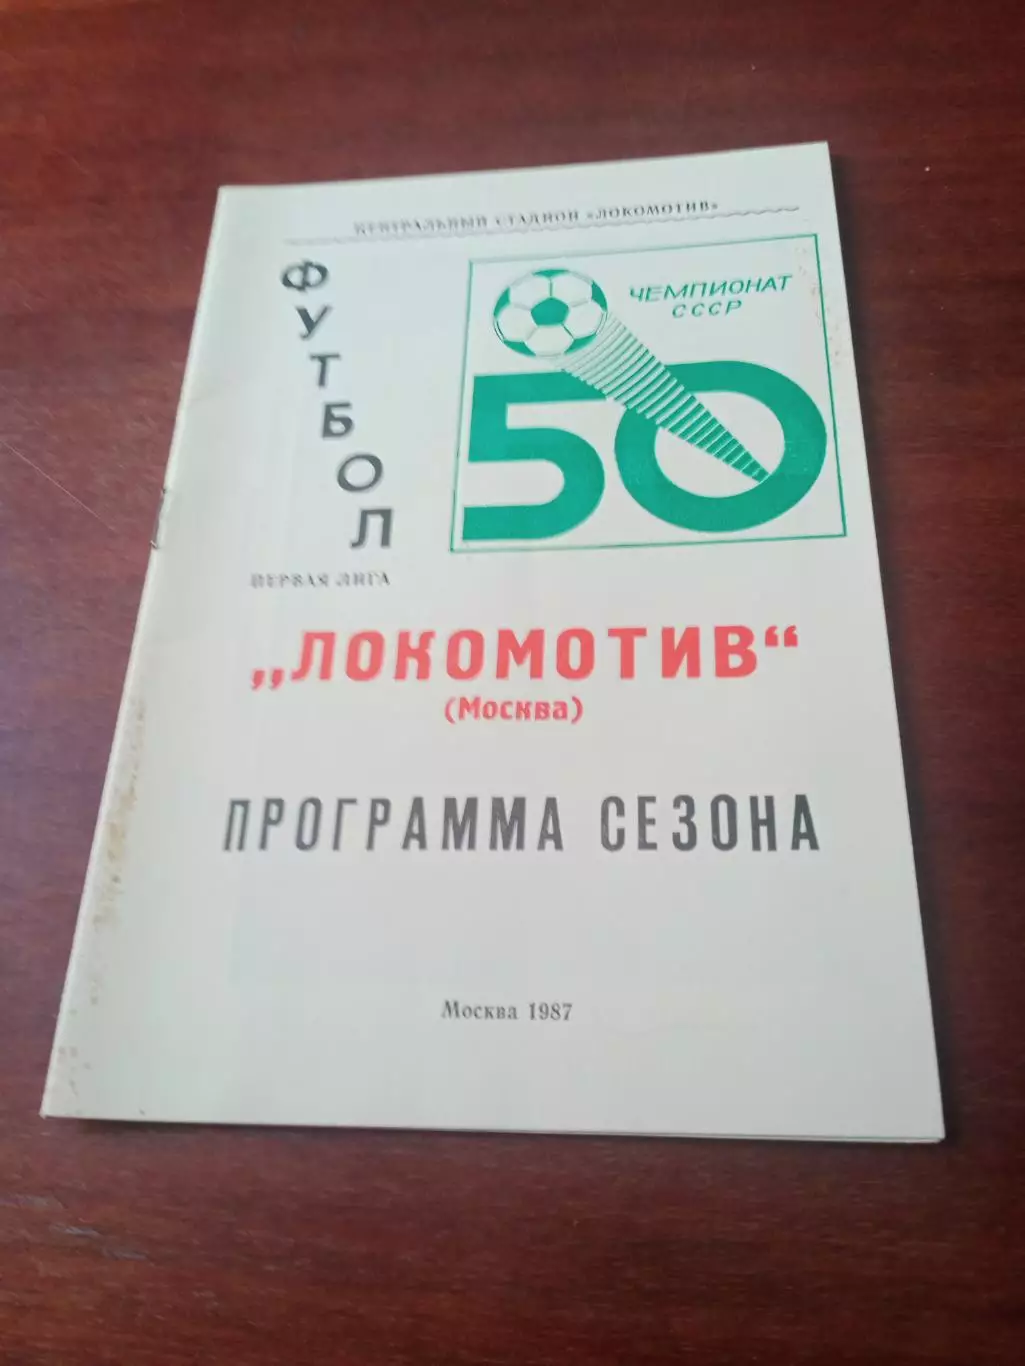 ЦЕНТРАЛЬНЫЙ СТАДИОН «ЛОКОМОТИВ»
ФУТБОЛ
ЧЕМПИОНАТ
СССР
50
ПЕРВАЯ ЛИГА
„ЛОКОМОТИВ“
(Москва)
ПРОГРАММА СЕЗОНА
Москва 1987